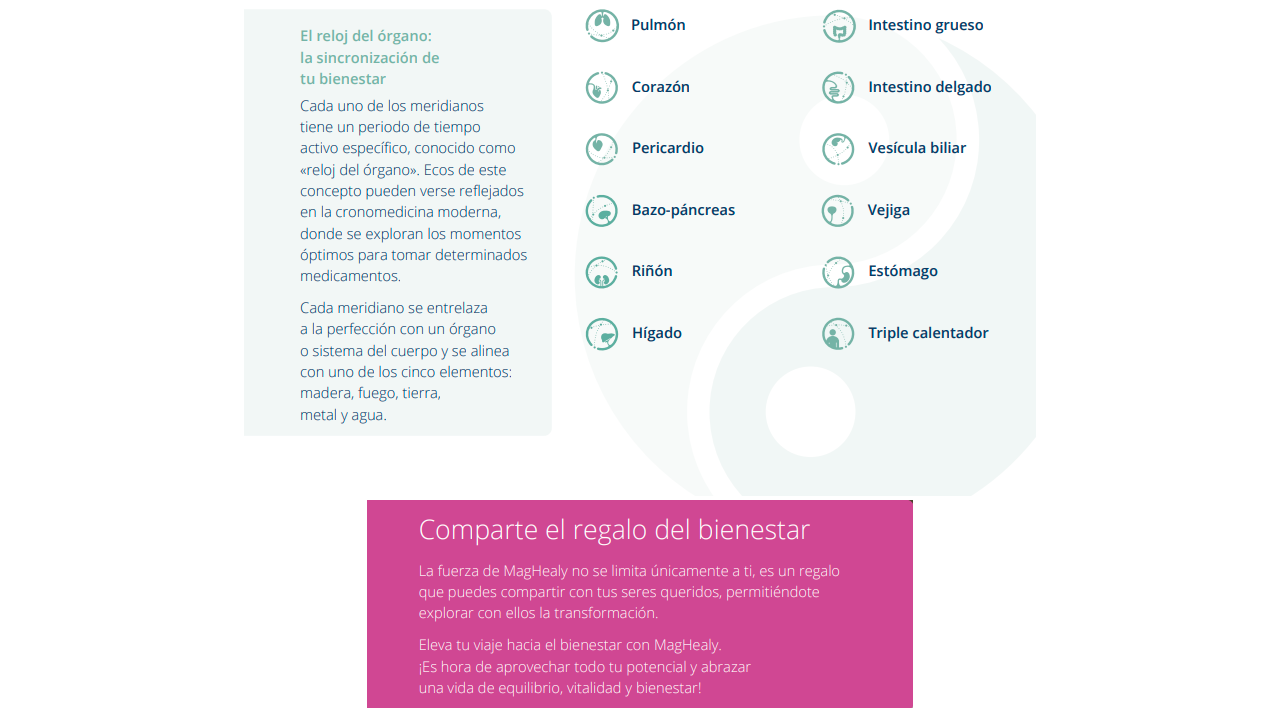 El reloj del órgano:
la sincronización de
tu bienestar
Cada uno de los meridianos
tiene un periodo de tiempo
activo específico, conocido como
«reloj del órgano». Ecos de este
concepto pueden verse reflejados
en la cronomedicina moderna,
donde se exploran los momentos
óptimos para tomar determinados
medicamentos.
Cada meridiano se entrelaza
a la perfección con un órgano
o sistema del cuerpo y se alinea
con uno de los cinco elementos:
madera, fuego, tierra,
metal y agua.
Pulmón
Corazón
Pericardio
Bazo-páncreas
Riñón
Hígado
Intestino grueso
Intestino delgado
Vesícula biliar
Vejiga
Estómago
Triple calentador
Comparte el regalo del bienestar
La fuerza de MagHealy no se limita únicamente a ti, es un regalo
que puedes compartir con tus seres queridos, permitiéndote
explorar con ellos la transformación.
Eleva tu viaje hacia el bienestar con MagHealy.
¡Es hora de aprovechar todo tu potencial y abrazar
una vida de equilibrio, vitalidad y bienestar!